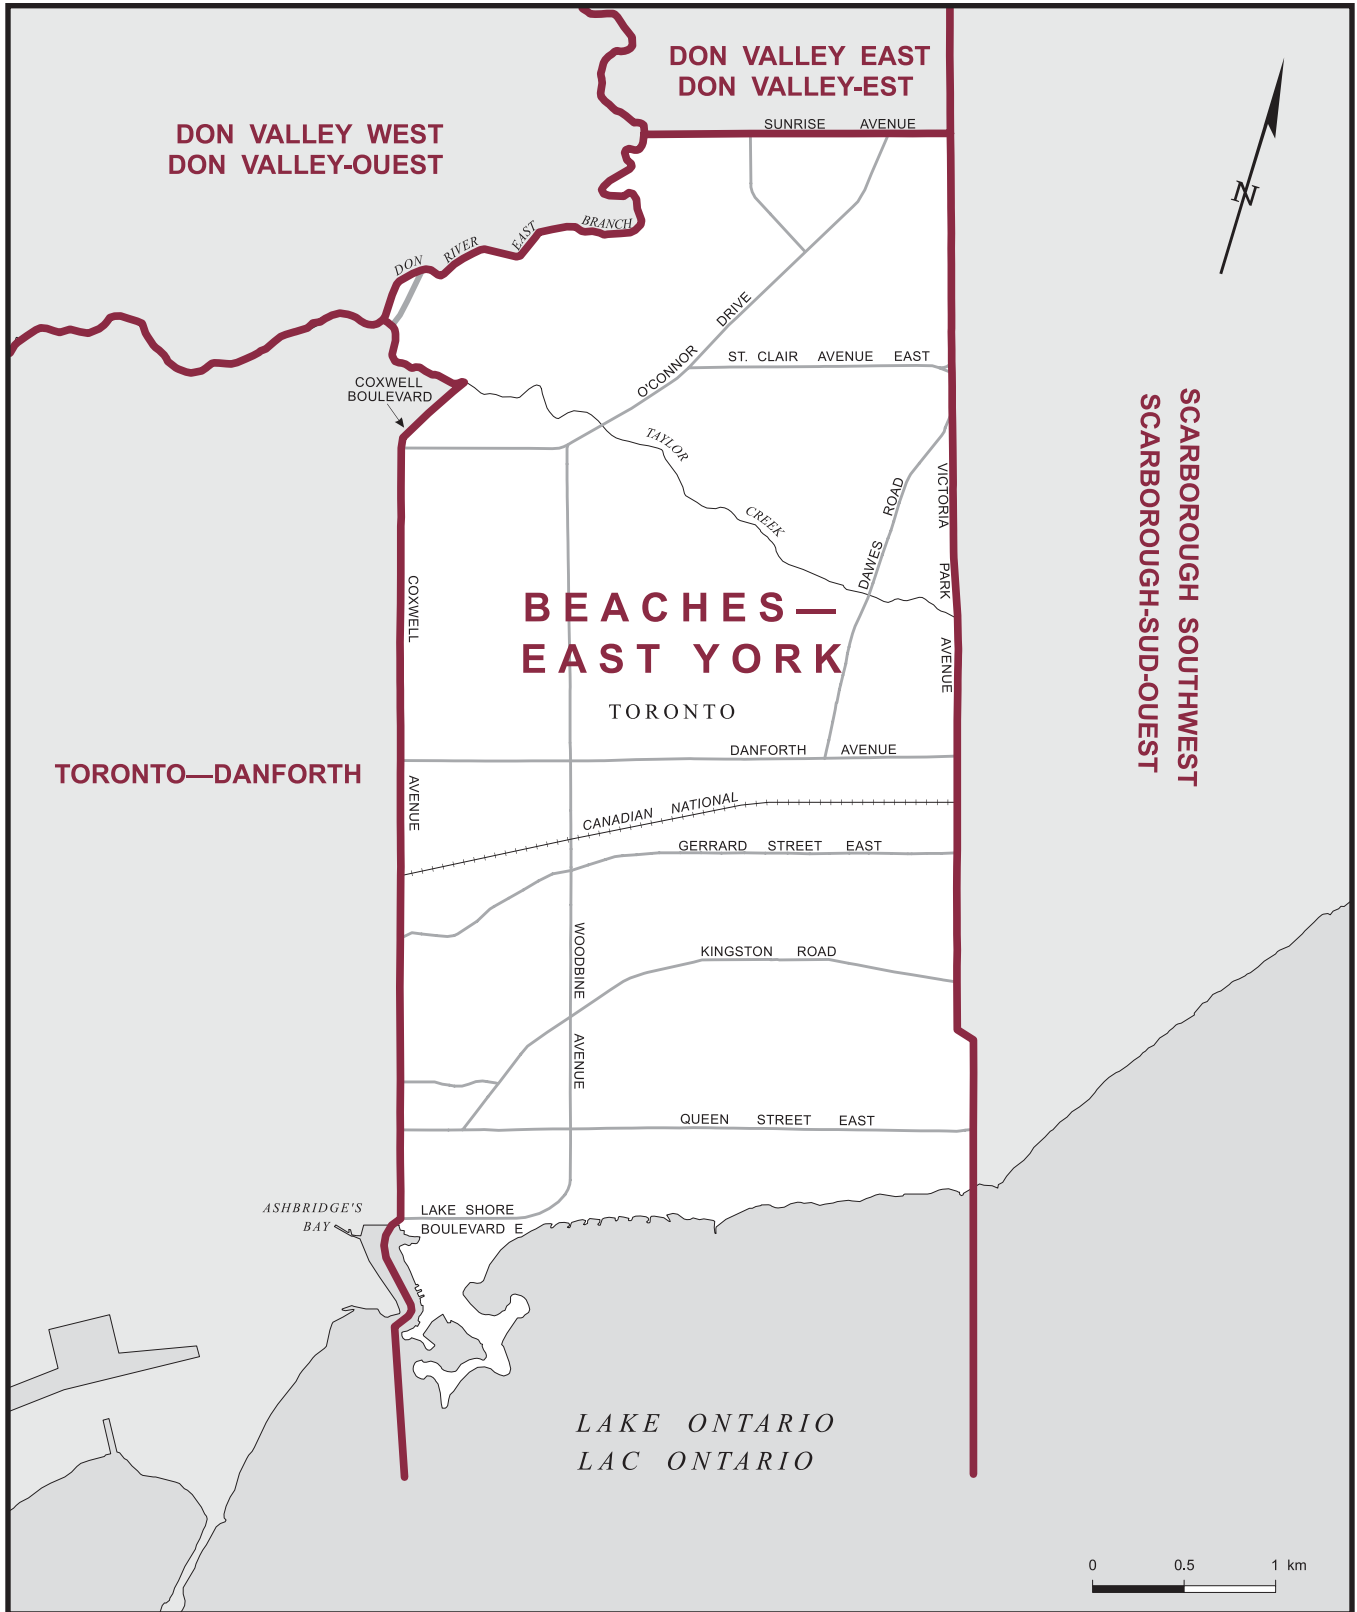 DON VALLEY EAST
DON VALLEY-EST
SUNRISE AVENUE
DON VALLEY WEST
DON VALLEY-OUEST
N
DON RIVER EAST BRANCH
O'CONNOR DRIVE
ST. CLAIR AVENUE EAST
COXWELL
BOULEVARD
TAYLOR CREEK
DAWES ROAD
VICTORIA PARK AVENUE
SCARBOROUGH SOUTHWEST
SCARBOROUGH-SUD-OUEST
COXWELL AVENUE
BEACHES—
EAST YORK
TORONTO
DANFORTH AVENUE
TORONTO—DANFORTH
CANADIAN NATIONAL
GERRARD STREET EAST
WOODBINE AVENUE
KINGSTON ROAD
QUEEN STREET EAST
ASHBRIDGE'S
BAY
LAKE SHORE
BOULEVARD E
LAKE ONTARIO
LAC ONTARIO
0 0.5 1 km